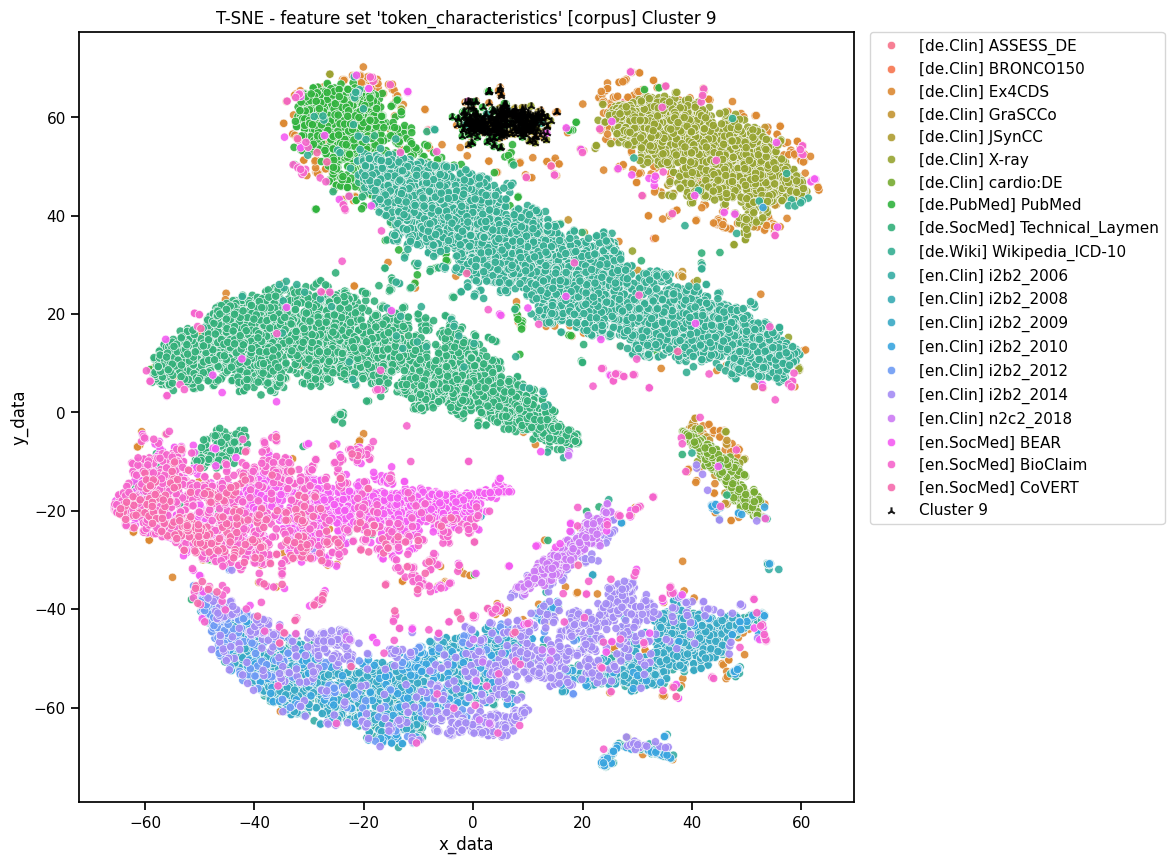 T-SNE - feature set 'token_characteristics' [corpus] Cluster 9
y_data
60
40
20
0
−20
−40
−60
−60
−40
−20
0
20
40
60
x_data
[de.Clin] ASSESS_DE
[de.Clin] BRONCO150
[de.Clin] Ex4CDS
[de.Clin] GraSCCo
[de.Clin] JSynCC
[de.Clin] X-ray
[de.Clin] cardio:DE
[de.PubMed] PubMed
[de.SocMed] Technical_Laymen
[de.Wiki] Wikipedia_ICD-10
[en.Clin] i2b2_2006
[en.Clin] i2b2_2008
[en.Clin] i2b2_2009
[en.Clin] i2b2_2010
[en.Clin] i2b2_2012
[en.Clin] i2b2_2014
[en.Clin] n2c2_2018
[en.SocMed] BEAR
[en.SocMed] BioClaim
[en.SocMed] CoVERT
Cluster 9